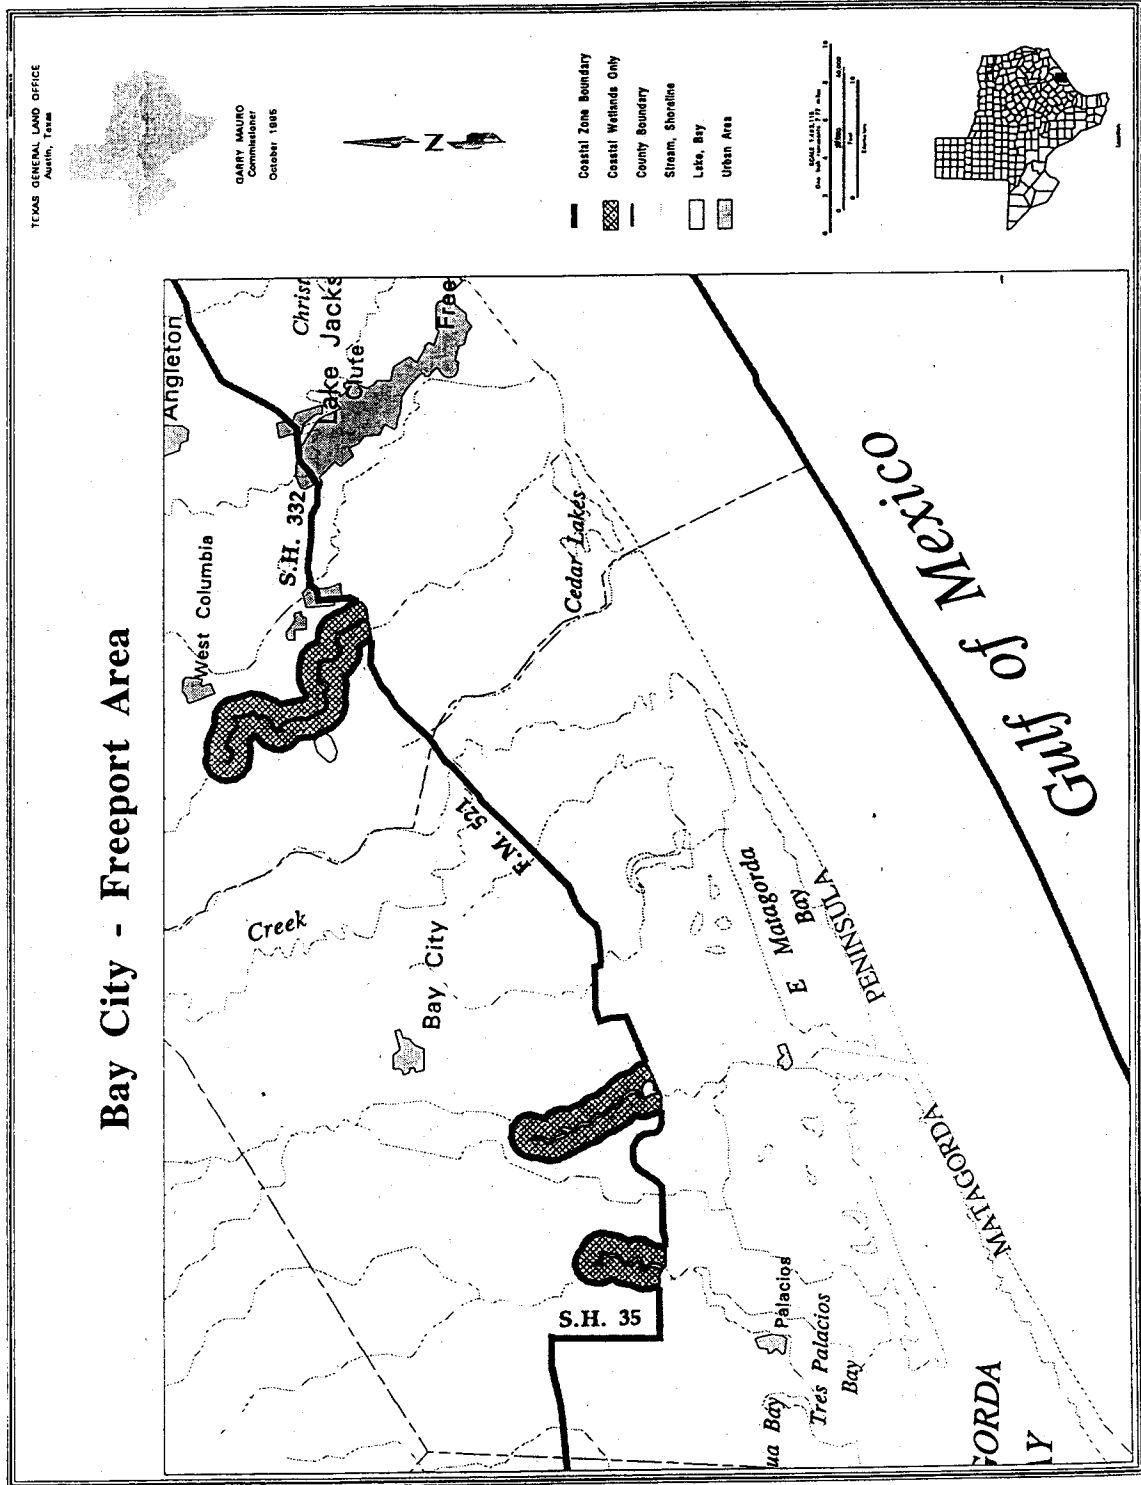 Bay City - Freeport Area
TEXAS GENERAL LAND OFFICE
Austin, Texas
GARRY MAURO
Commissioner
October 1995
N
Coastal Zone Boundary
Coastal Wetlands Only
County Boundary
Stream, Shoreline
Lake, Bay
Urban Area
Angleton
Christ
Lake Jacks
Clute
Free
S.H. 332
West Columbia
Cedar Lakes
F.M. 521
Creek
Bay City
E Matagorda
Bay
PENINSULA
MATAGORDA
Gulf of Mexico
S.H. 35
Palacios
Tres Palacios
Bay
ua Bay
GORDA
AY